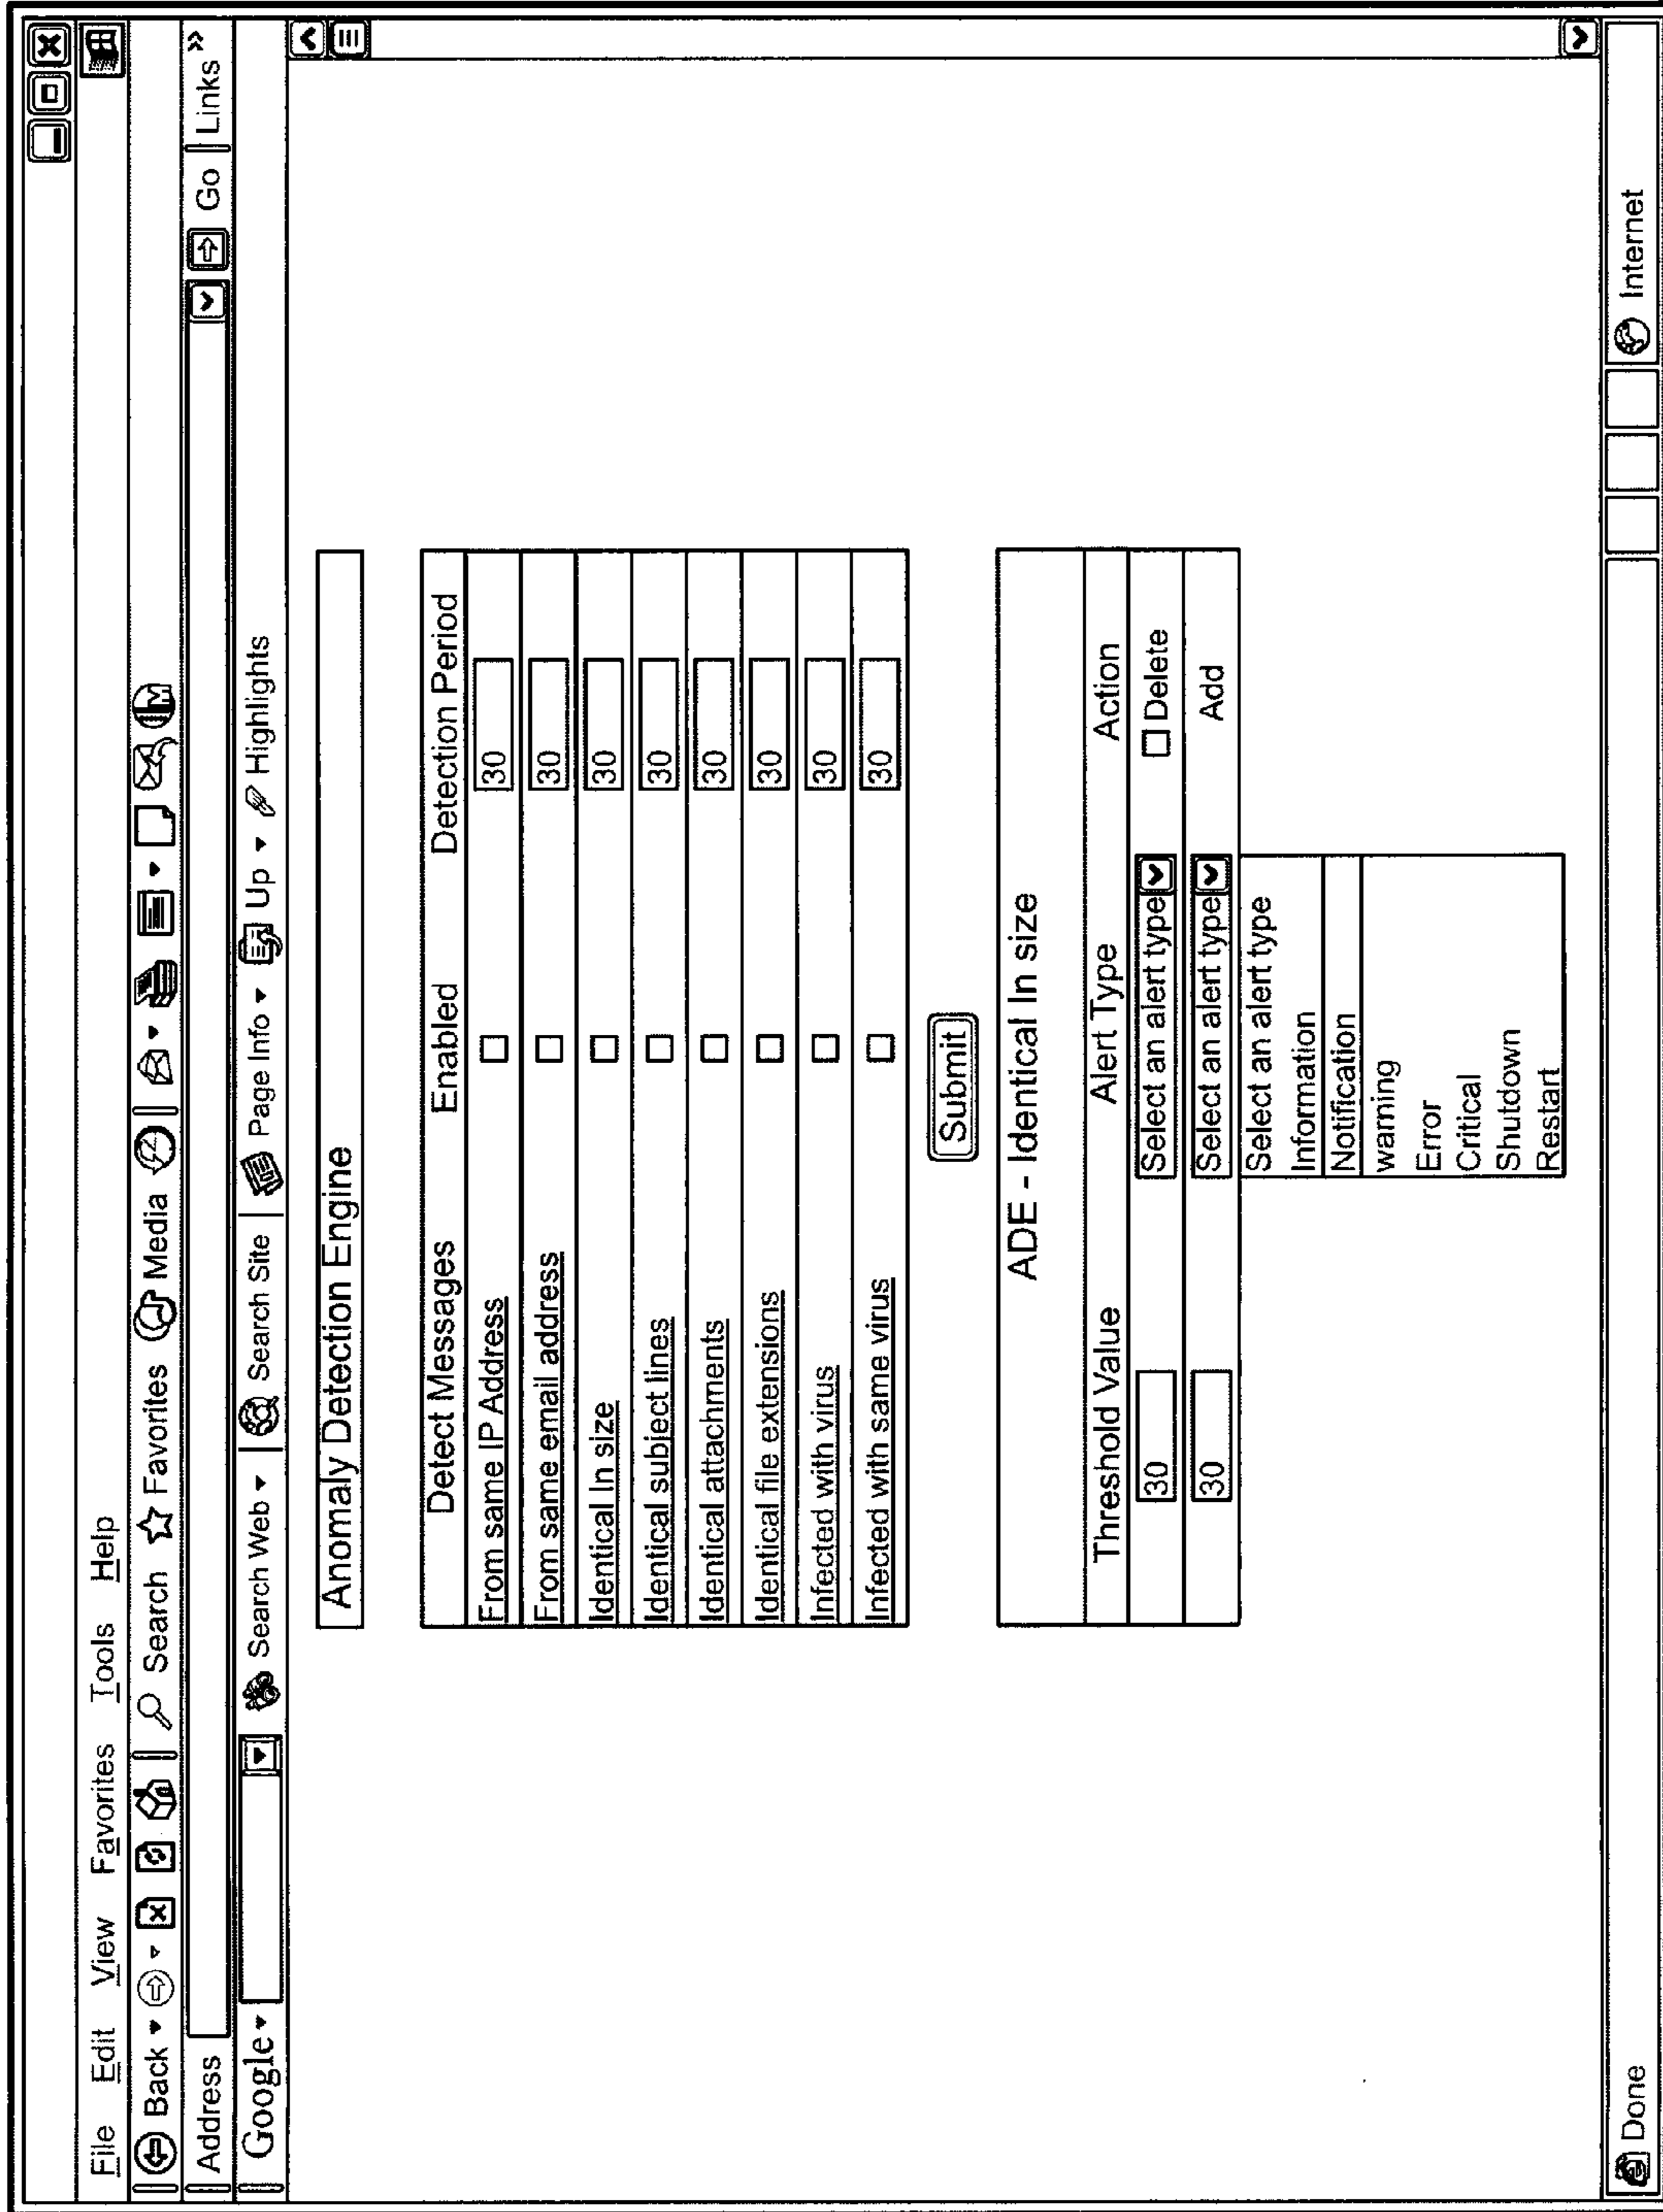 File Edit View Favorites Tools Help
Back Search Favorites Media
Address Go Links »
Google Search Web Search Site Page Info Up Highlights
Anomaly Detection Engine
Detect Messages Enabled Detection Period
From same IP Address 30
From same email address 30
Identical In size 30
Identical subject lines 30
Identical attachments 30
Identical file extensions 30
Infected with virus 30
Infected with same virus 30
Submit
ADE - Identical In size
Threshold Value Alert Type Action
30 Select an alert type Delete
30 Select an alert type Add
Select an alert type
Information
Notification
warning
Error
Critical
Shutdown
Restart
Done Internet